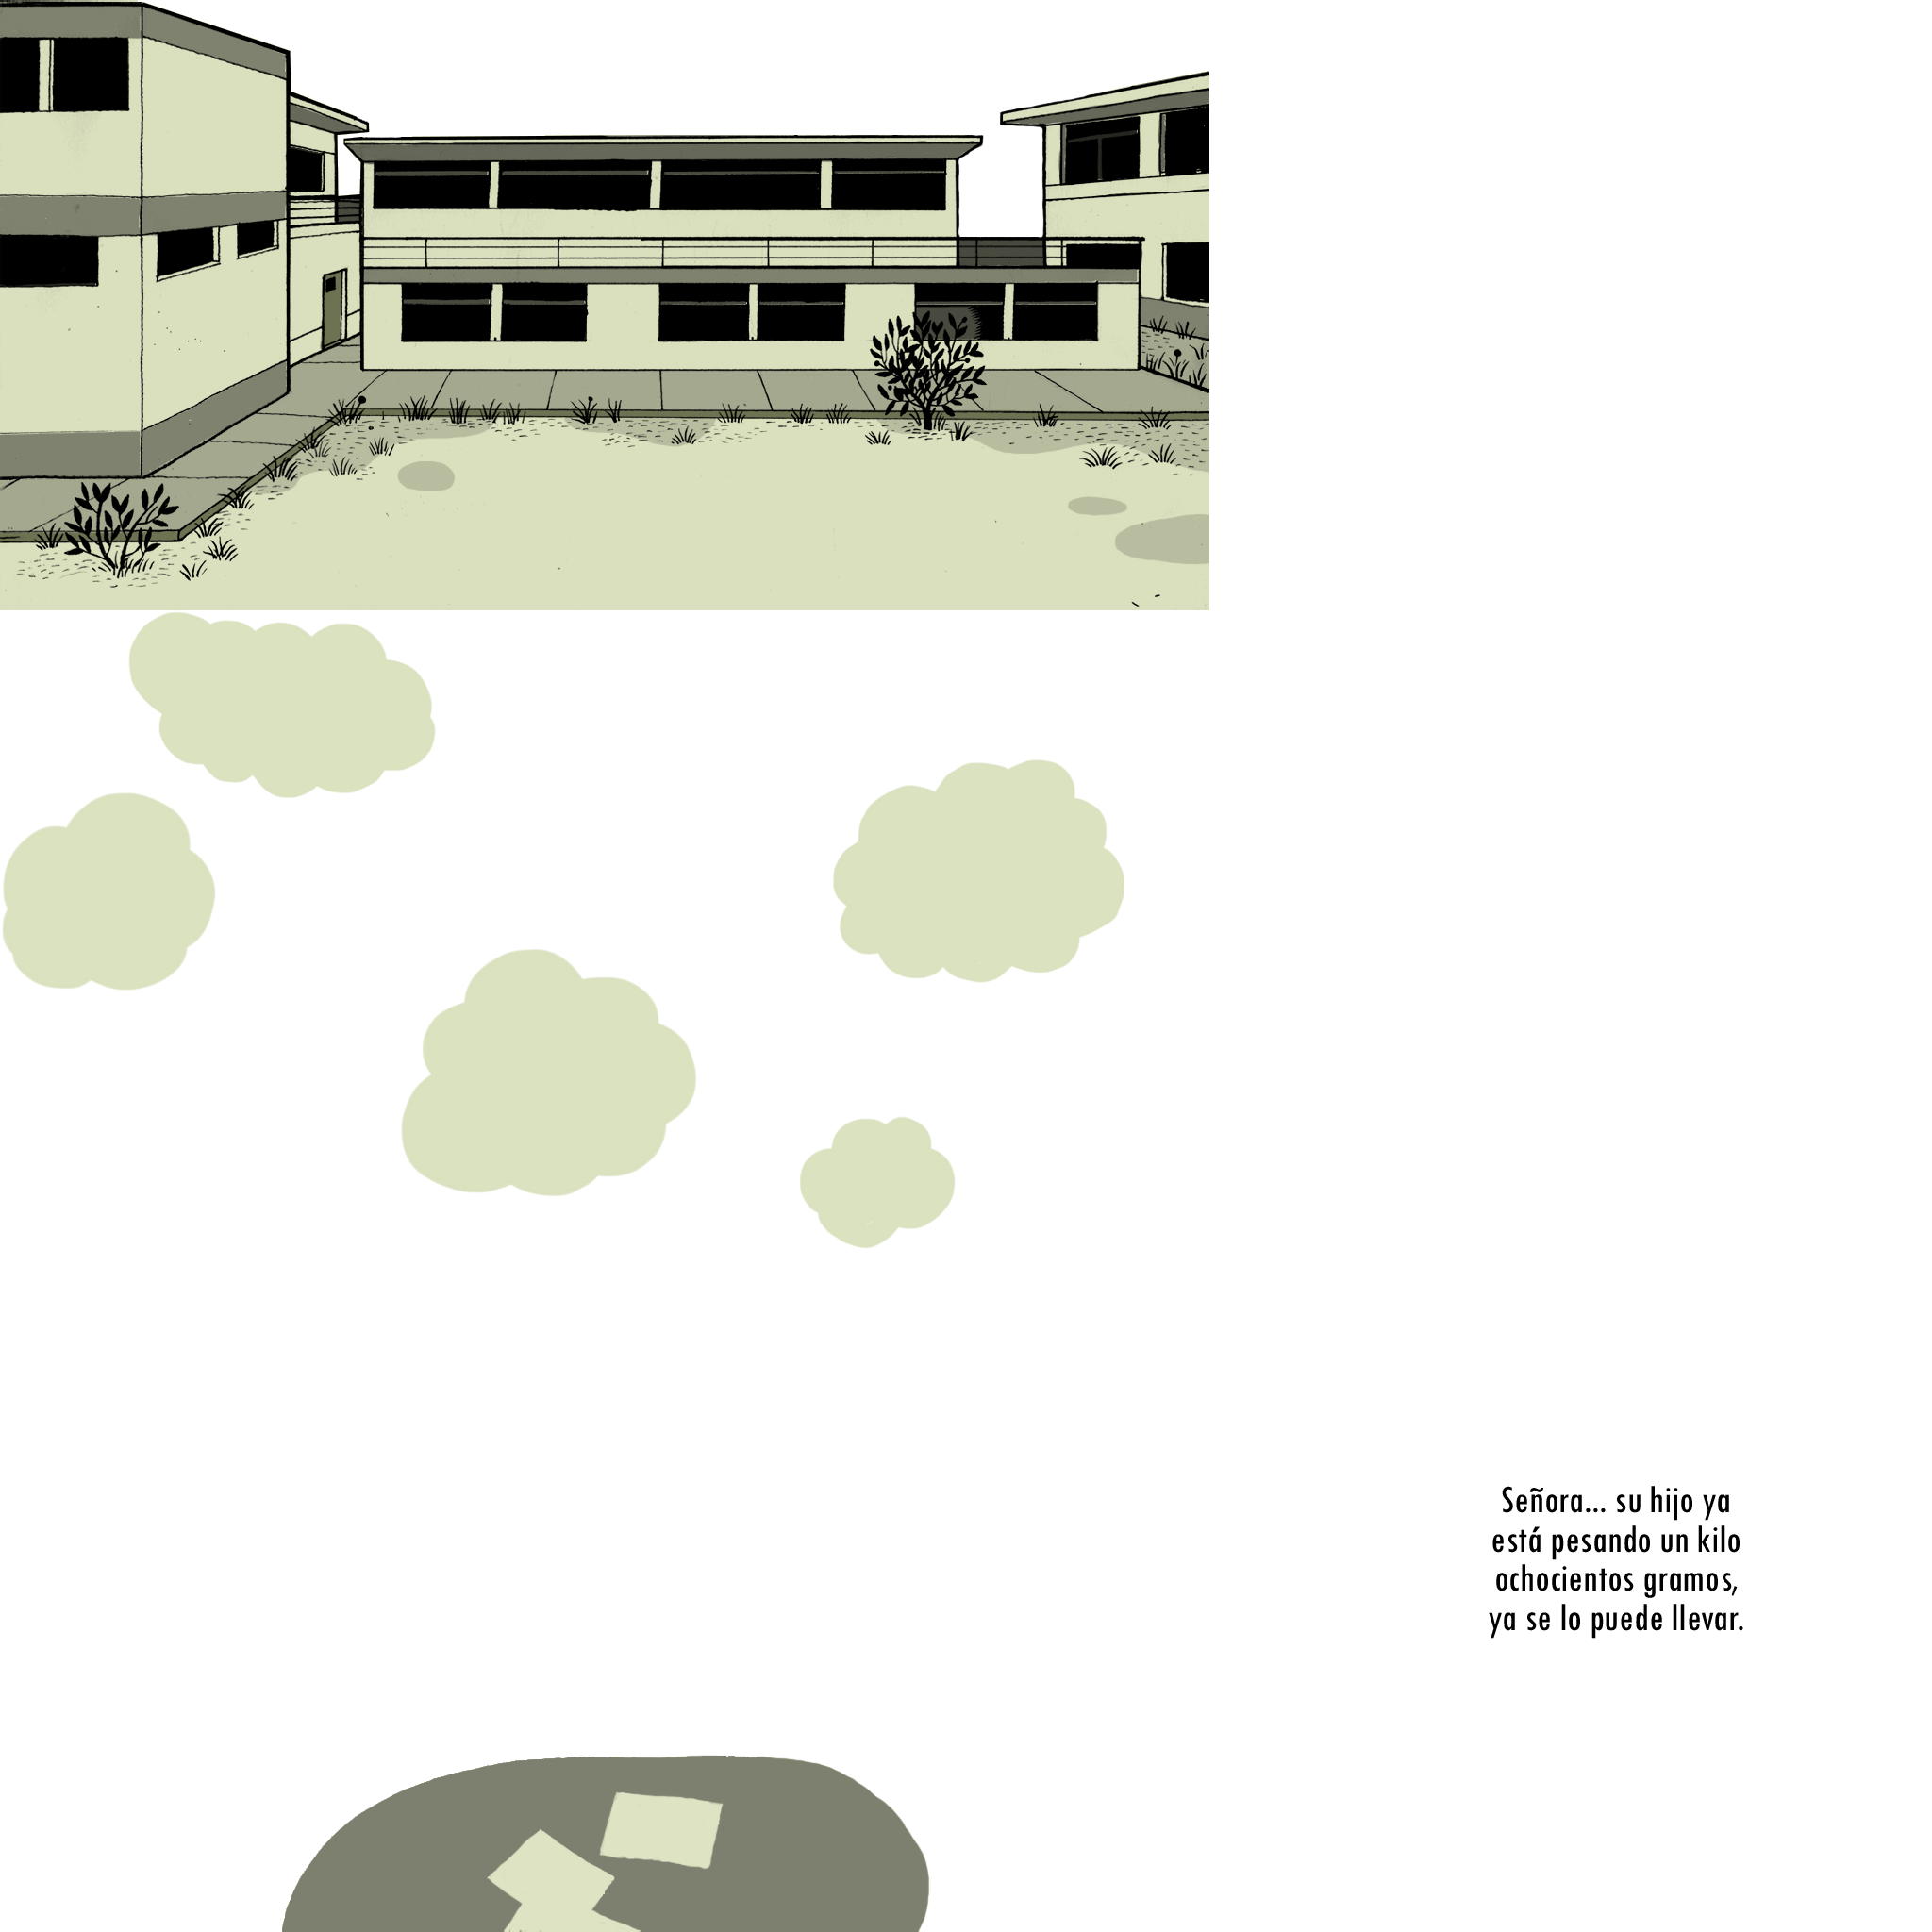 Señora... su hijo ya
está pesando un kilo
ochocientos gramos,
ya se lo puede llevar.